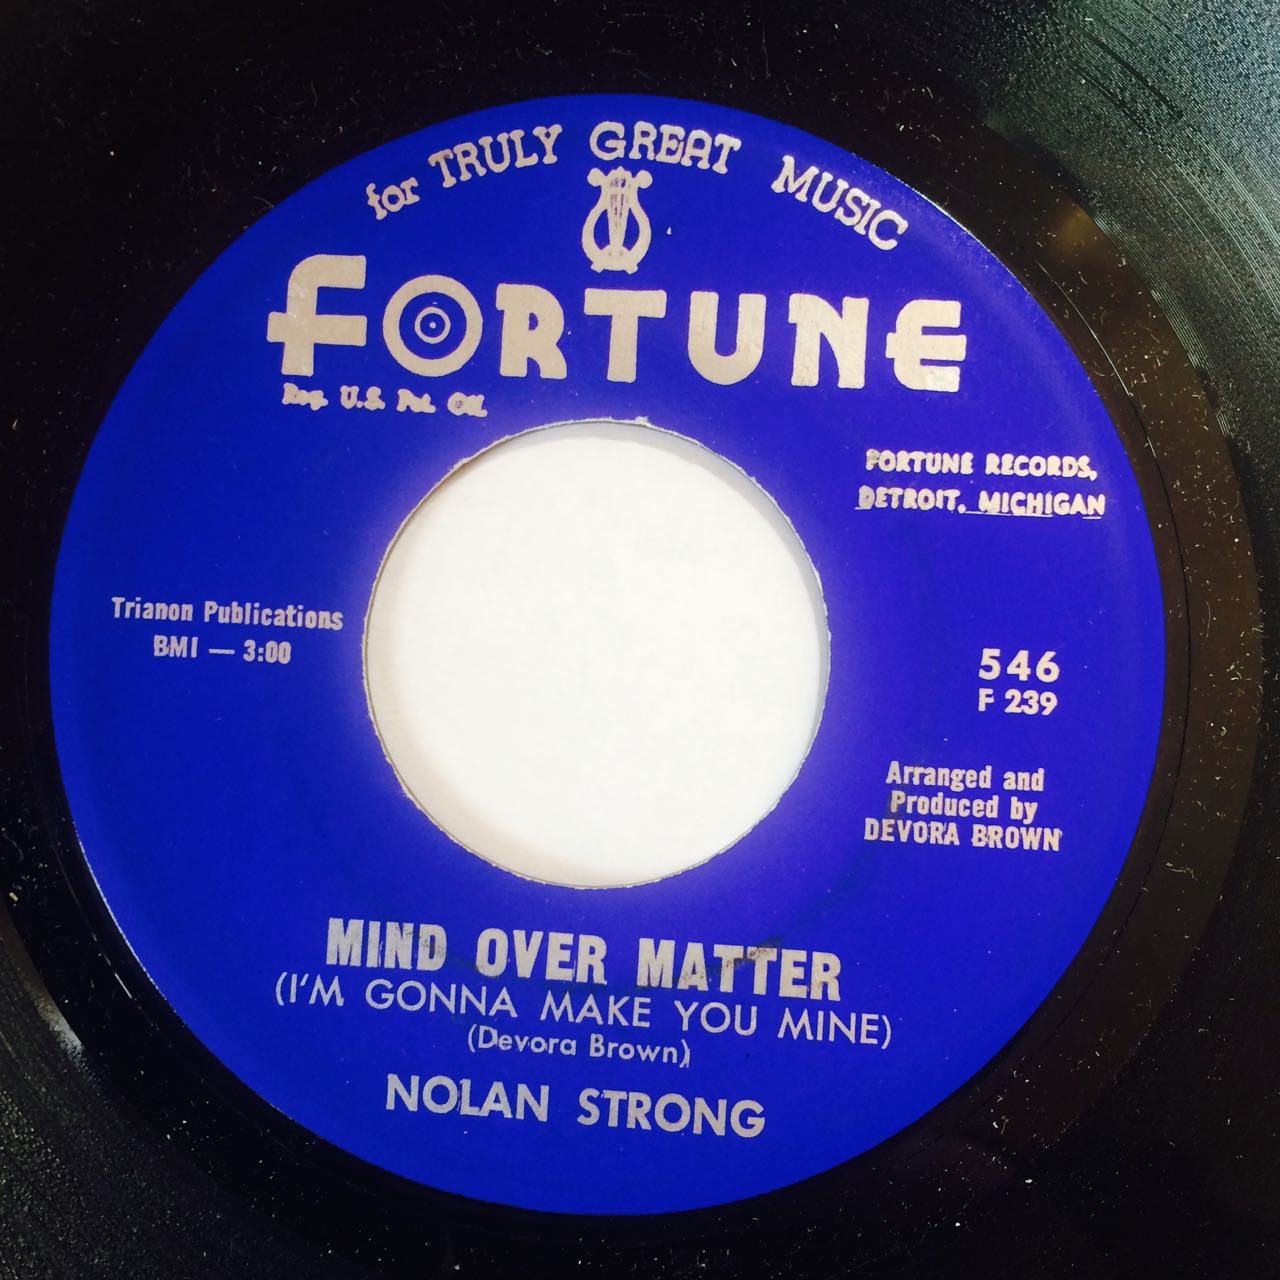 for TRULY GREAT MUSIC
FORTUNE
Reg. U.S. Pat. Off.
FORTUNE RECORDS,
DETROIT, MICHIGAN
Trianon Publications
BMI — 3:00
546
F 239
Arranged and
Produced by
DEVORA BROWN
MIND OVER MATTER
(I'M GONNA MAKE YOU MINE)
(Devora Brown)
NOLAN STRONG